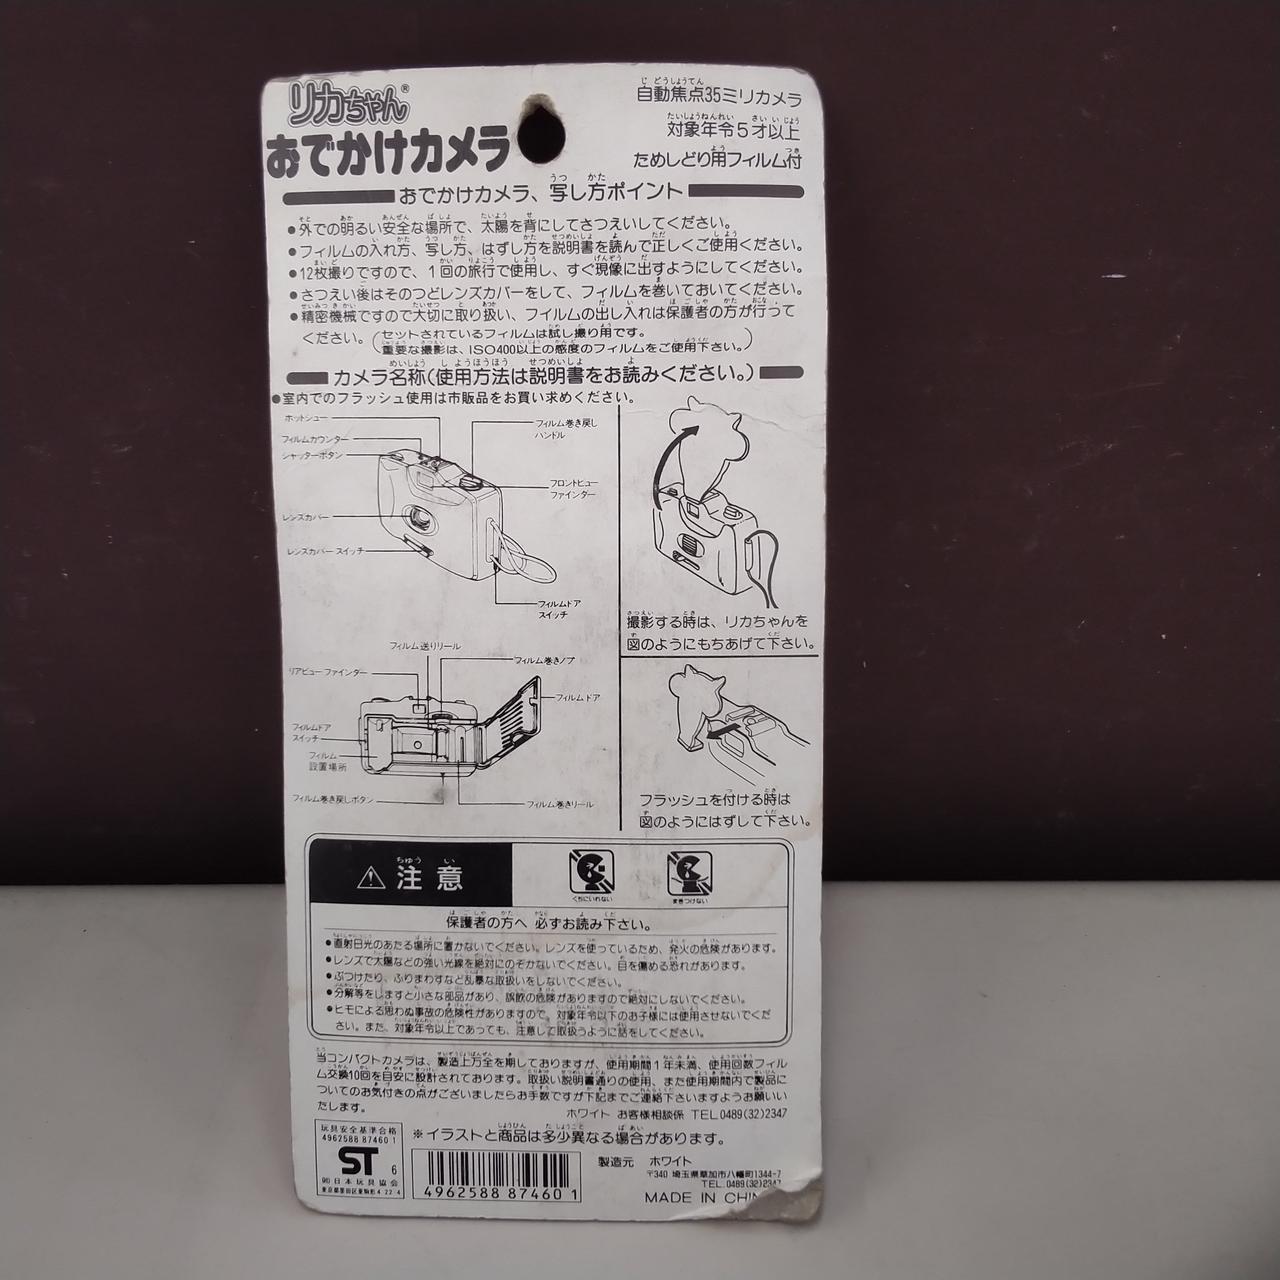 リカちゃん®
おでかけカメラ
自動焦点35ミリカメラ
対象年令5才以上
ためしどり用フィルム付
おでかけカメラ、写し方ポイント
●外での明るい安全な場所で、太陽を背にしてさつえいしてください。
●フィルムの入れ方、写し方、はずし方を説明書を読んで正しくご使用ください。
●12枚撮りですので、1回の旅行で使用し、すぐ現像に出すようにしてください。
●さつえい後はそのつどレンズカバーをして、フィルムを巻いておいてください。
●精密機械ですので大切に取り扱い、フイルムの出し入れは保護者の方が行って
ください。(セットされているフィルムは試し撮り用です。
重要な撮影は、ISO400以上の感度のフィルムをご使用下さい。)
カメラ名称(使用方法は説明書をお読みください。)
●室内でのフラッシュ使用は市販品をお買い求めください。
ホットシュー
フィルムカウンター
シャッターボタン
レンズカバー
レンズカバー スイッチ
フィルム巻き戻し
ハンドル
フロントビュー
ファインダー
フィルムドア
スイッチ
撮影する時は、リカちゃんを
図のようにもちあげて下さい。
フィルム送りリール
リアビューファインダー
フィルムドア
スイッチ
フィルム
設置場所
フィルム巻き戻しボタン
フィルム巻きノブ
フィルムドア
フィルム巻きリール
フラッシュを付ける時は
図のようにはずして下さい。
⚠ 注意
くちにいれない
まきつけない
保護者の方へ 必ずお読み下さい。
●直射日光のあたる場所に置かないでください。レンズを使っているため、発火の危険があります。
●レンズで太陽などの強い光線を絶対にのぞかないでください。目を傷める恐れがあります。
●ぶつけたり、ふりまわすなど乱暴な取扱いをしないでください。
●分解等をしますと小さな部品があり、誤飲の危険がありますので絶対にしないでください。
●ヒモによる思わぬ事故の危険性がありますので、対象年令以下のお子様には使用させないでくだ
さい。また、対象年令以上であっても、注意して取扱うように話をしてください。
当コンパクトカメラは、製造上万全を期しておりますが、使用期間1年未満、使用回数フィル
ム交換10回を目安に設計されております。取扱い説明書通りの使用、また使用期間内で製品に
ついてのお気付きの点がございましたらお手数ですが下記までご連絡下さいますようお願いい
たします。
ホワイト お客様相談係 TEL0489(32)2347
※イラストと商品は多少異なる場合があります。
玩具安全基準合格
4962588 87460 1
ST 6
㈳日本玩具協会
東京都墨田区東駒形4 22 4
4962588 87460 1
製造元 ホワイト
〒340 埼玉県草加市八幡町1344-7
TEL.0489(32)2347
MADE IN CHIN